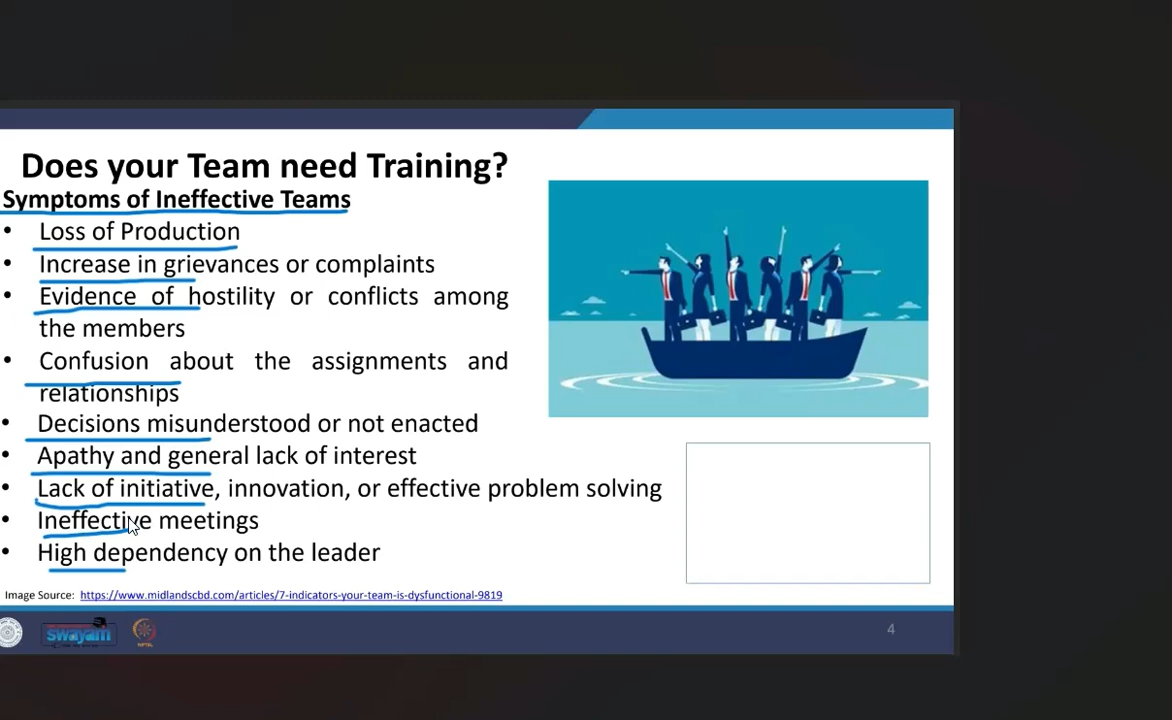 Does your Team need Training?
Symptoms of Ineffective Teams
• Loss of Production
• Increase in grievances or complaints
• Evidence of hostility or conflicts among
the members
• Confusion about the assignments and
relationships
• Decisions misunderstood or not enacted
• Apathy and general lack of interest
• Lack of initiative, innovation, or effective problem solving
• Ineffective meetings
• High dependency on the leader
Image Source: https://www.midlandscbd.com/articles/7-indicators-your-team-is-dysfunctional-9819
swayam
NPTEL
4